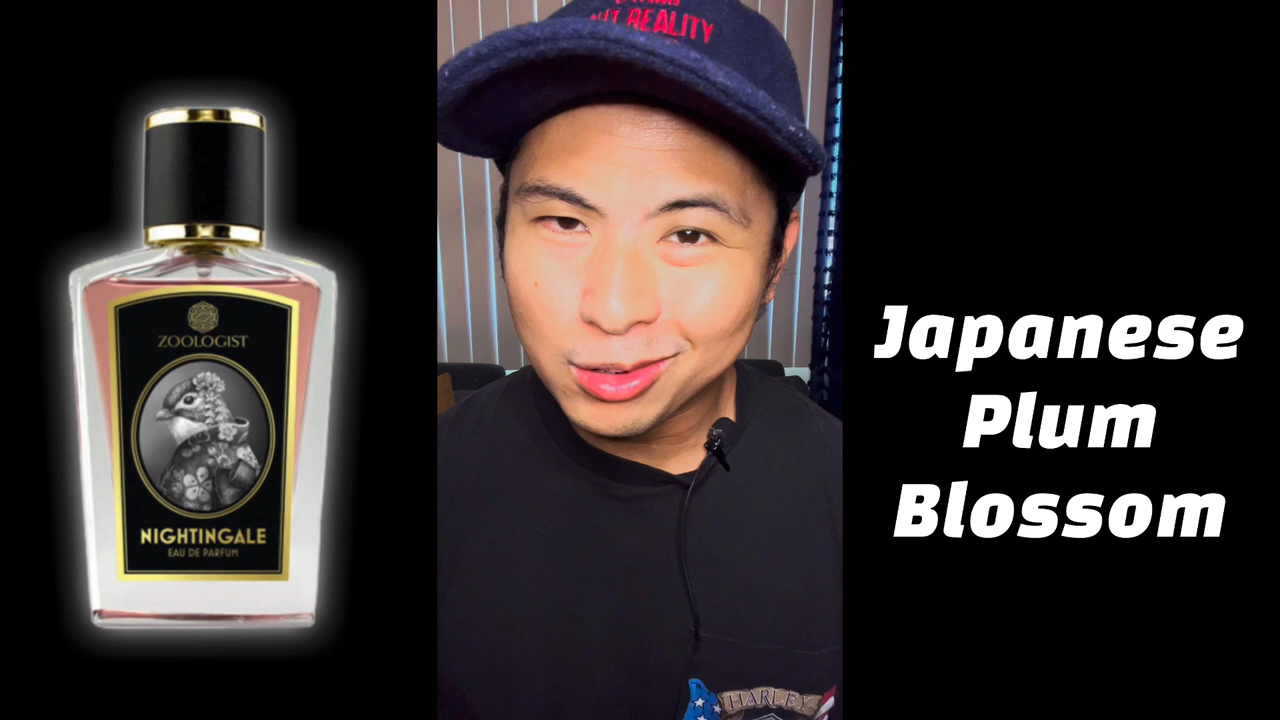 ZOOLOGIST
NIGHTINGALE
EAU DE PARFUM
REALITY
HARLEY
Japanese
Plum
Blossom